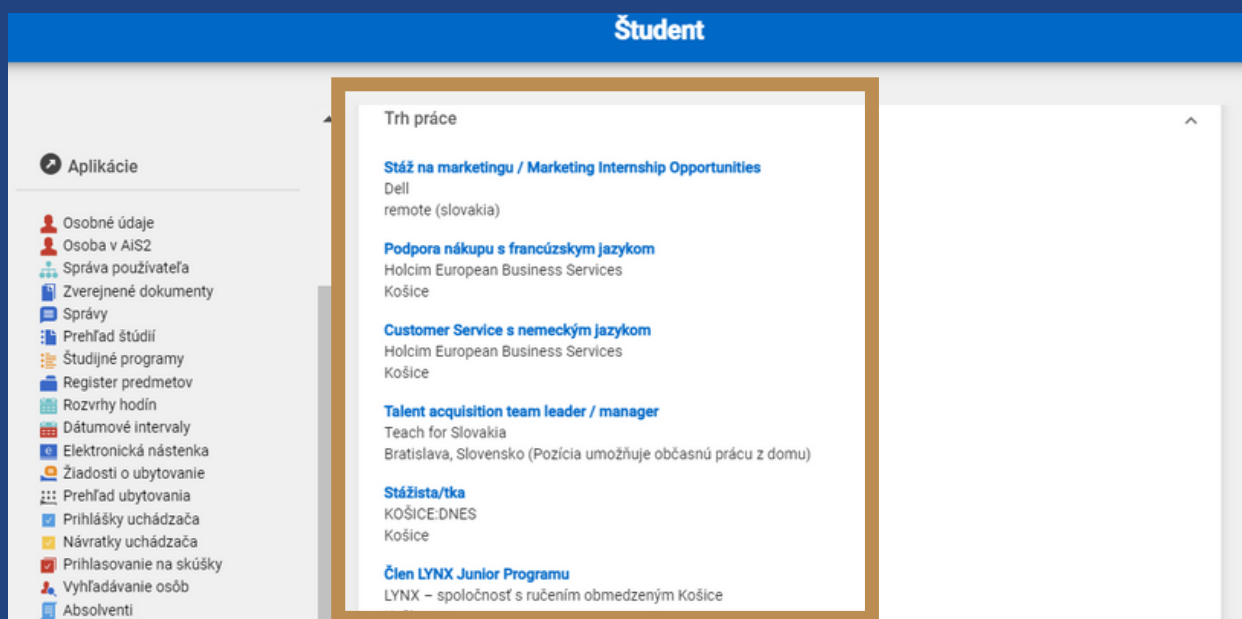 Študent
Aplikácie
Osobné údaje
Osoba v AiS2
Správa používateľa
Zverejnené dokumenty
Správy
Prehľad štúdií
Študijné programy
Register predmetov
Rozvrhy hodín
Dátumové intervaly
Elektronická nástenka
Žiadosti o ubytovanie
Prehľad ubytovania
Prihlášky uchádzača
Návratky uchádzača
Prihlasovanie na skúšky
Vyhľadávanie osôb
Absolventi
Trh práce
Stáž na marketingu / Marketing Internship Opportunities
Dell
remote (slovakia)
Podpora nákupu s francúzskym jazykom
Holcim European Business Services
Košice
Customer Service s nemeckým jazykom
Holcim European Business Services
Košice
Talent acquisition team leader / manager
Teach for Slovakia
Bratislava, Slovensko (Pozícia umožňuje občasnú prácu z domu)
Stážista/tka
KOŠICE:DNES
Košice
Člen LYNX Junior Programu
LYNX – spoločnosť s ručením obmedzeným Košice